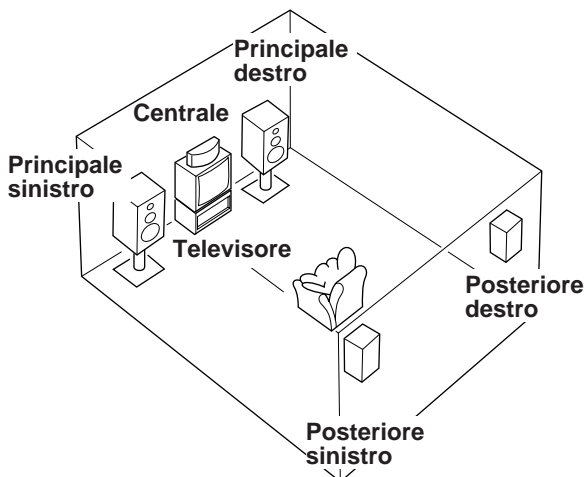 Principale
destro
Centrale
Principale
sinistro
Televisore
Posteriore
destro
Posteriore
sinistro